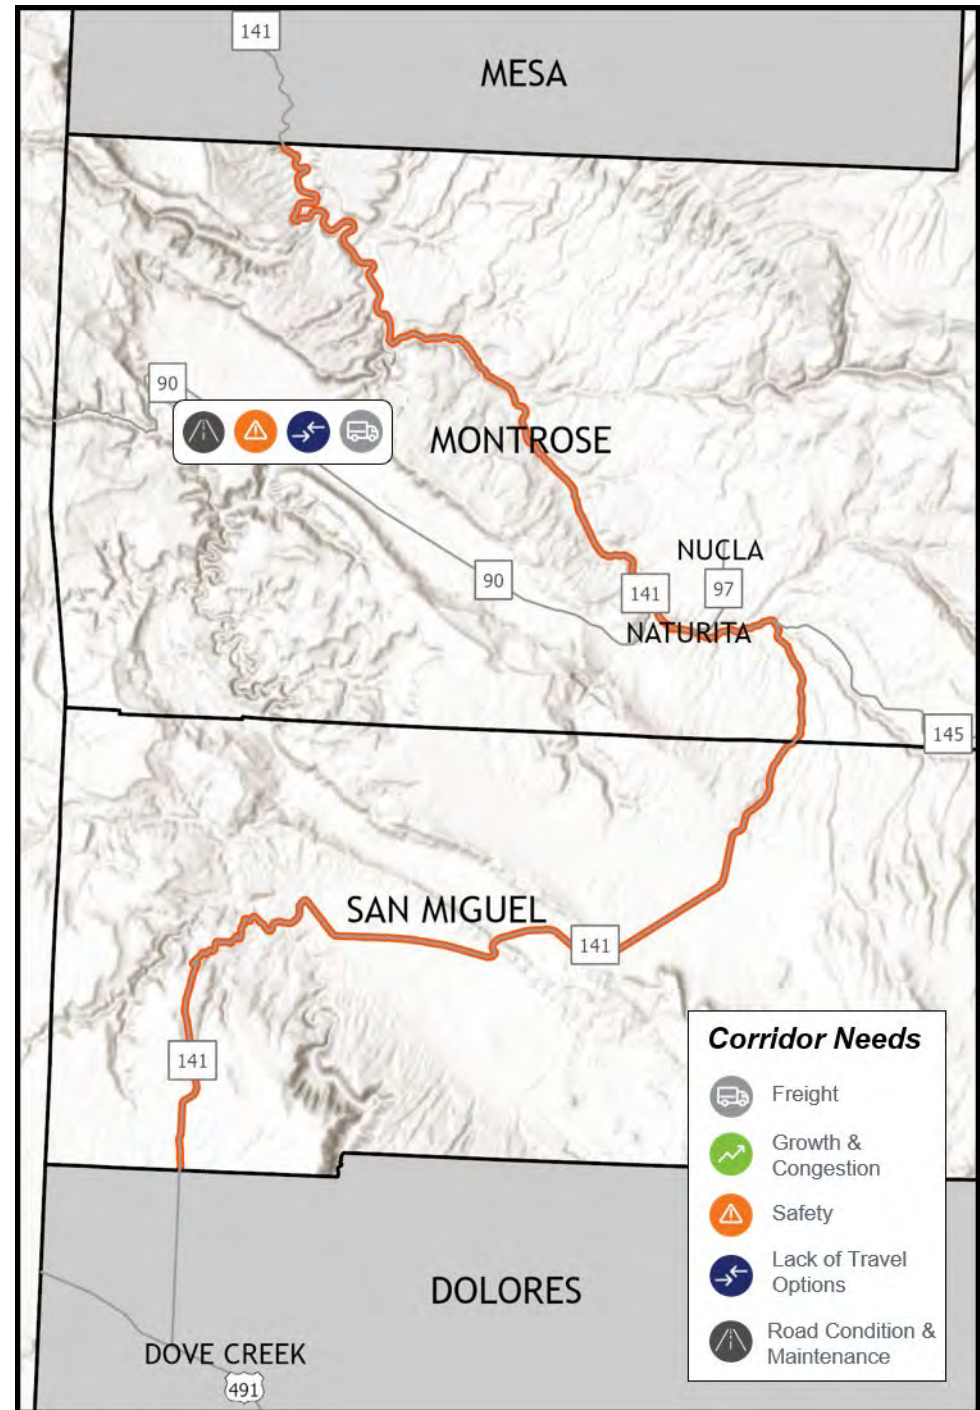 141
MESA
90
MONTROSE
NUCLA
90
141
97
NATURITA
145
SAN MIGUEL
141
141
Corridor Needs
Freight
Growth &
Congestion
Safety
Lack of Travel
Options
Road Condition &
Maintenance
DOLORES
DOVE CREEK
491